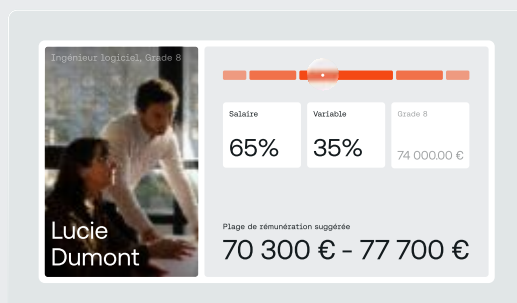 Ingénieur logiciel, Grade 8
Lucie
Dumont
Salaire
65%
Variable
35%
Grade 8
74 000.00 €
Plage de rémunération suggérée
70 300 € - 77 700 €